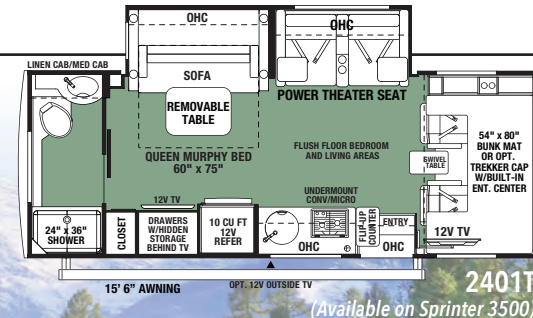 OHC
OHC
LINEN CAB/MED CAB
SOFA
POWER THEATER SEAT
REMOVABLE
TABLE
QUEEN MURPHY BED
60" x 75"
FLUSH FLOOR BEDROOM
AND LIVING AREAS
SWIVEL
TABLE
54" x 80"
BUNK MAT
OR OPT.
TREKKER CAP
W/BUILT-IN
ENT. CENTER
UNDERMOUNT
CONV/MICRO
12V TV
24" x 36"
SHOWER
CLOSET
DRAWERS
W/HIDDEN
STORAGE
BEHIND TV
10 CU FT
12V
REFER
OHC
FLIP-UP
COUNTER
ENTRY
OHC
12V TV
15' 6" AWNING
OPT. 12V OUTSIDE TV
2401T
(Available on Sprinter 3500)